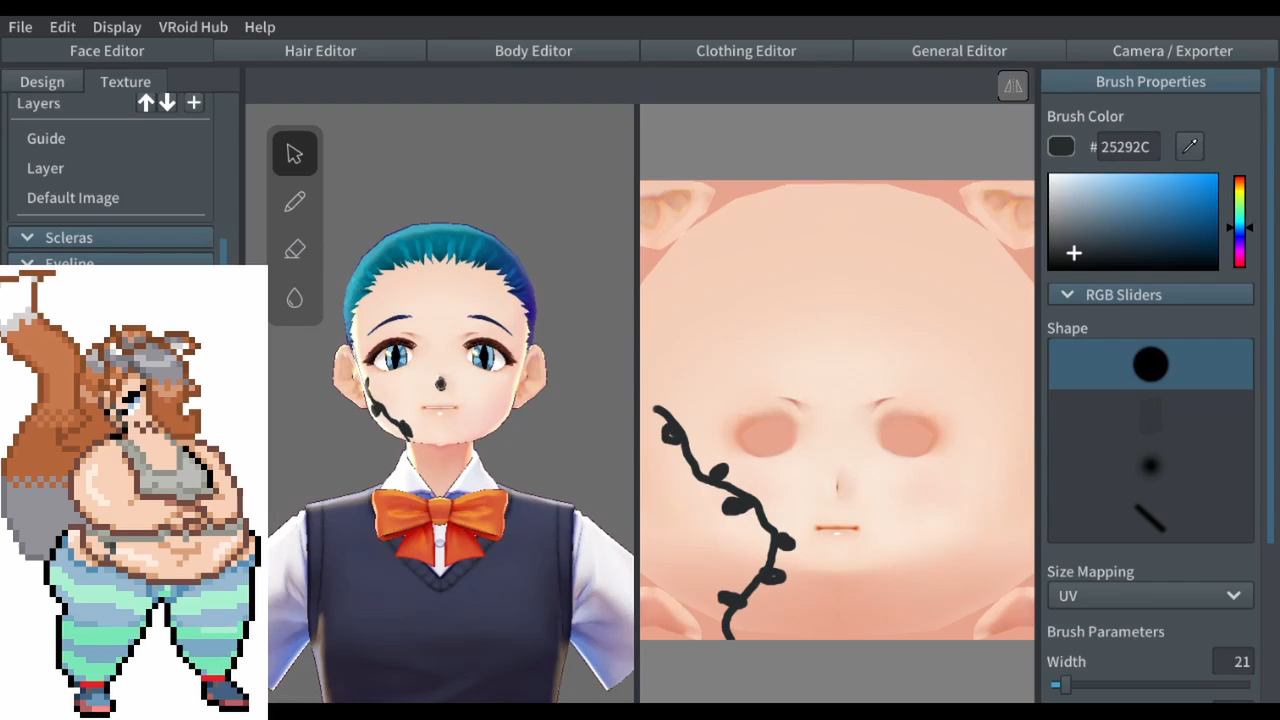 File Edit Display VRoid Hub Help
Face Editor Hair Editor Body Editor Clothing Editor General Editor Camera / Exporter
Design Texture
Layers
Guide
Layer
Default Image
Scleras
Eyeline
Brush Properties
Brush Color
# 25292C
RGB Sliders
Shape
Size Mapping
UV
Brush Parameters
Width 21